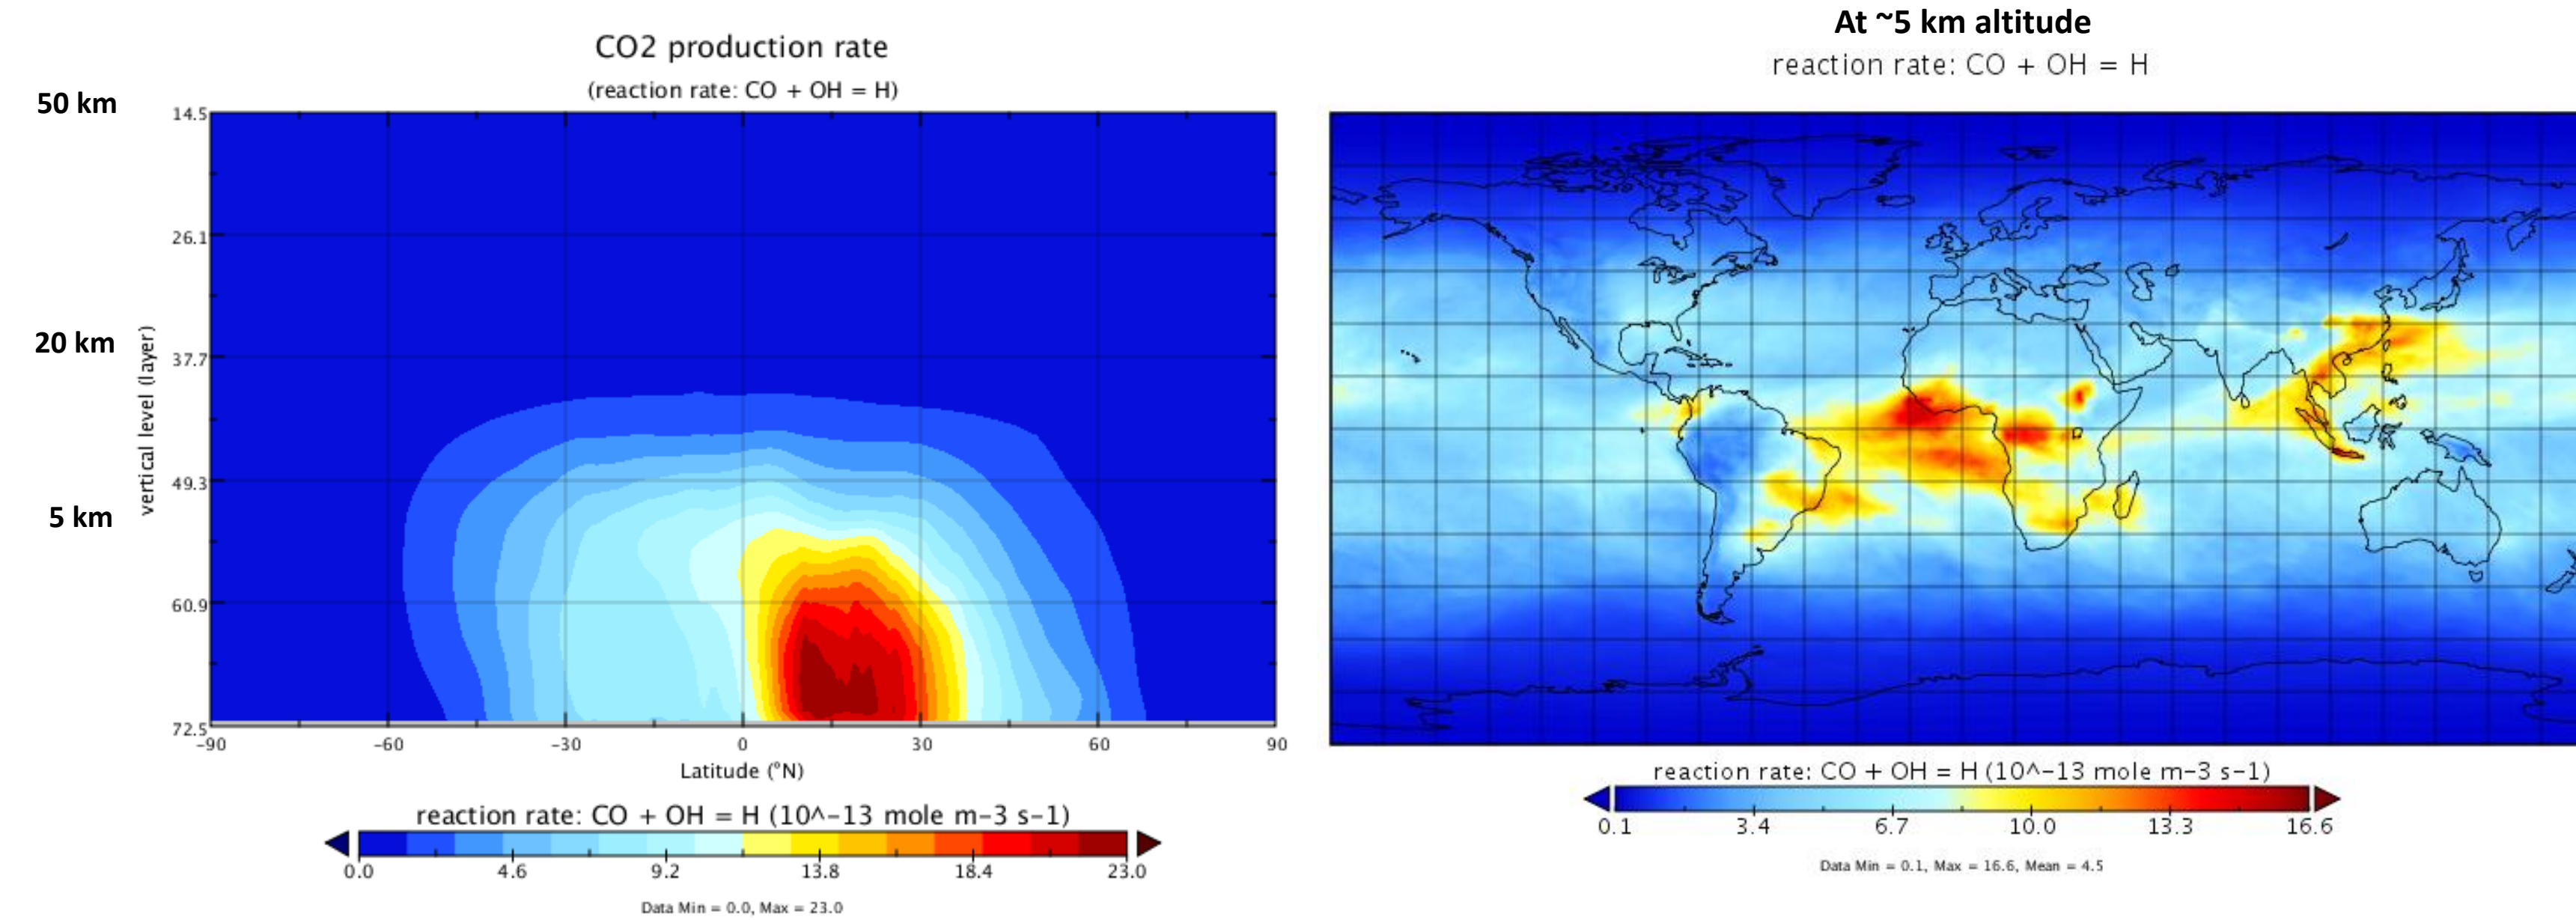 CO2 production rate
(reaction rate: CO + OH = H)
50 km
20 km
5 km
vertical level (layer)
14.5
26.1
37.7
49.3
60.9
72.5
-90
-60
-30
0
30
60
90
Latitude (°N)
reaction rate: CO + OH = H (10^-13 mole m-3 s-1)
0.0
4.6
9.2
13.8
18.4
23.0
Data Min = 0.0, Max = 23.0
At ~5 km altitude
reaction rate: CO + OH = H
reaction rate: CO + OH = H (10^-13 mole m-3 s-1)
0.1
3.4
6.7
10.0
13.3
16.6
Data Min = 0.1, Max = 16.6, Mean = 4.5